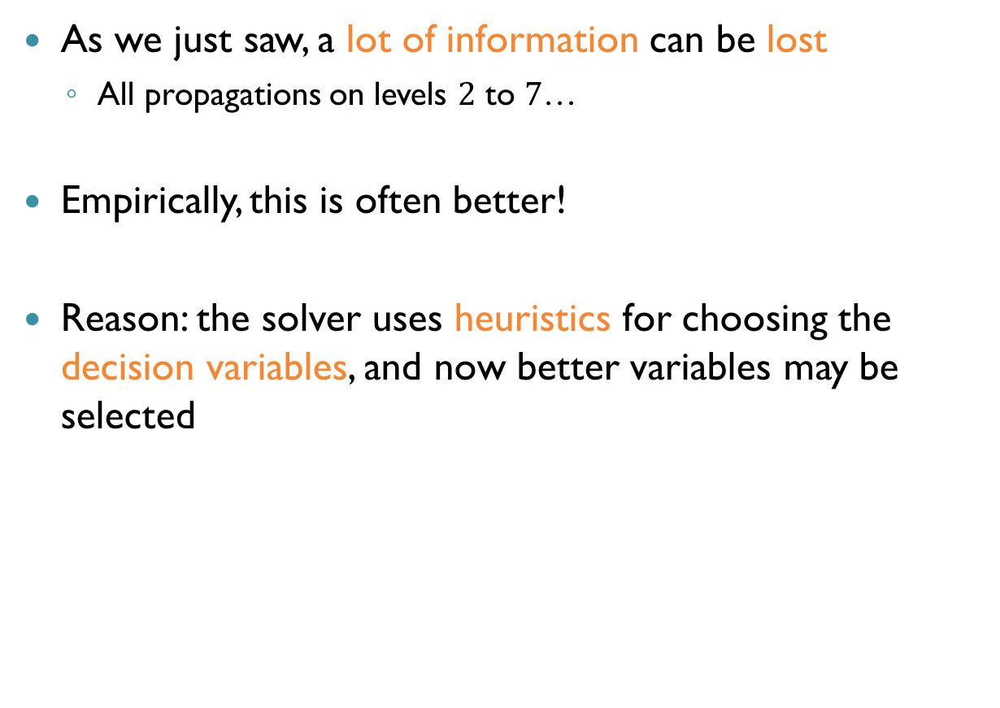 • As we just saw, a lot of information can be lost
◦ All propagations on levels 2 to 7…
• Empirically, this is often better!
• Reason: the solver uses heuristics for choosing the
decision variables, and now better variables may be
selected